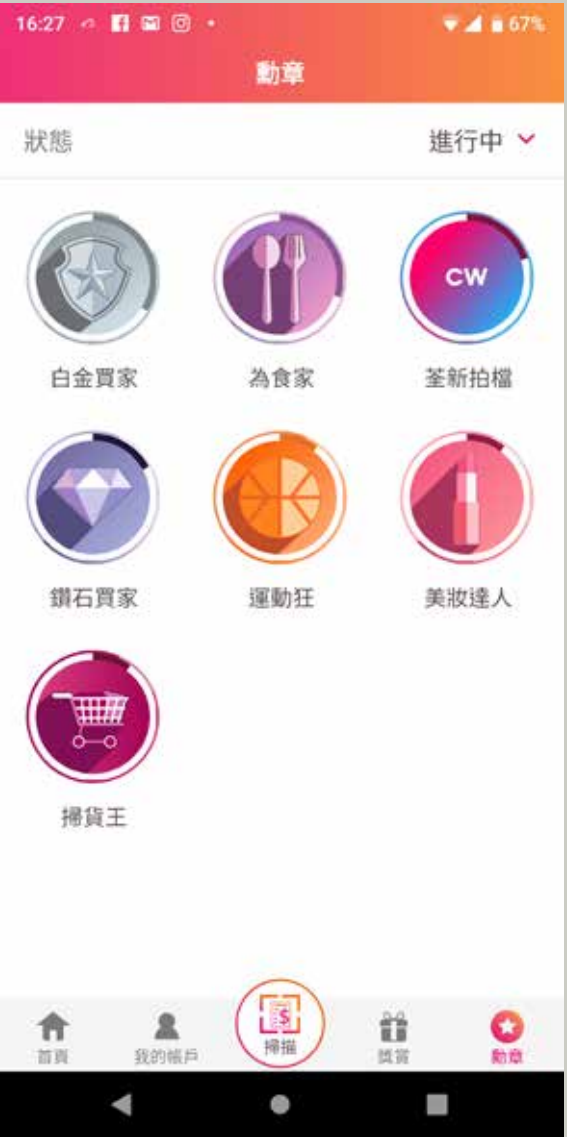 16:27
67%
勳章
狀態
進行中
白金買家
為食家
CW
荃新拍檔
鑽石買家
運動狂
美妝達人
掃貨王
首頁
我的帳戶
$
掃描
獎賞
勳章